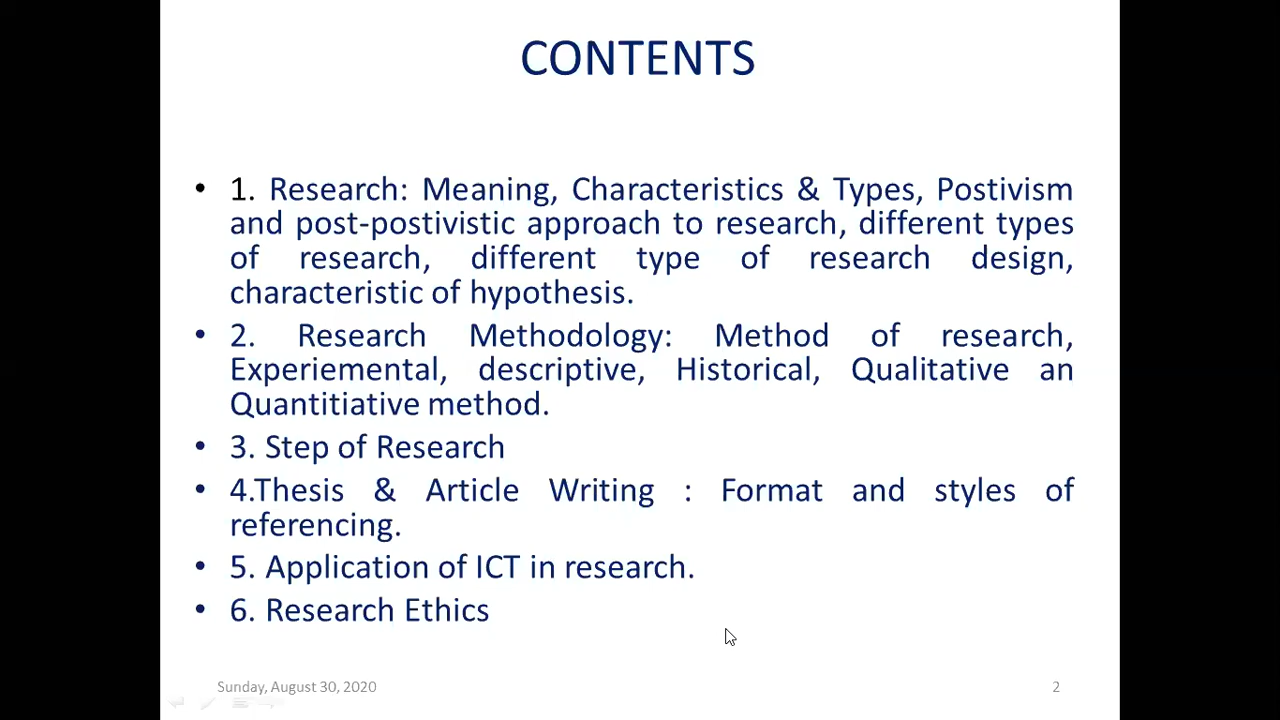 CONTENTS
• 1. Research: Meaning, Characteristics & Types, Postivism
and post-postivistic approach to research, different types
of research, different type of research design,
characteristic of hypothesis.
• 2. Research Methodology: Method of research,
Experiemental, descriptive, Historical, Qualitative an
Quantitiative method.
• 3. Step of Research
• 4.Thesis & Article Writing : Format and styles of
referencing.
• 5. Application of ICT in research.
• 6. Research Ethics
Sunday, August 30, 2020 2